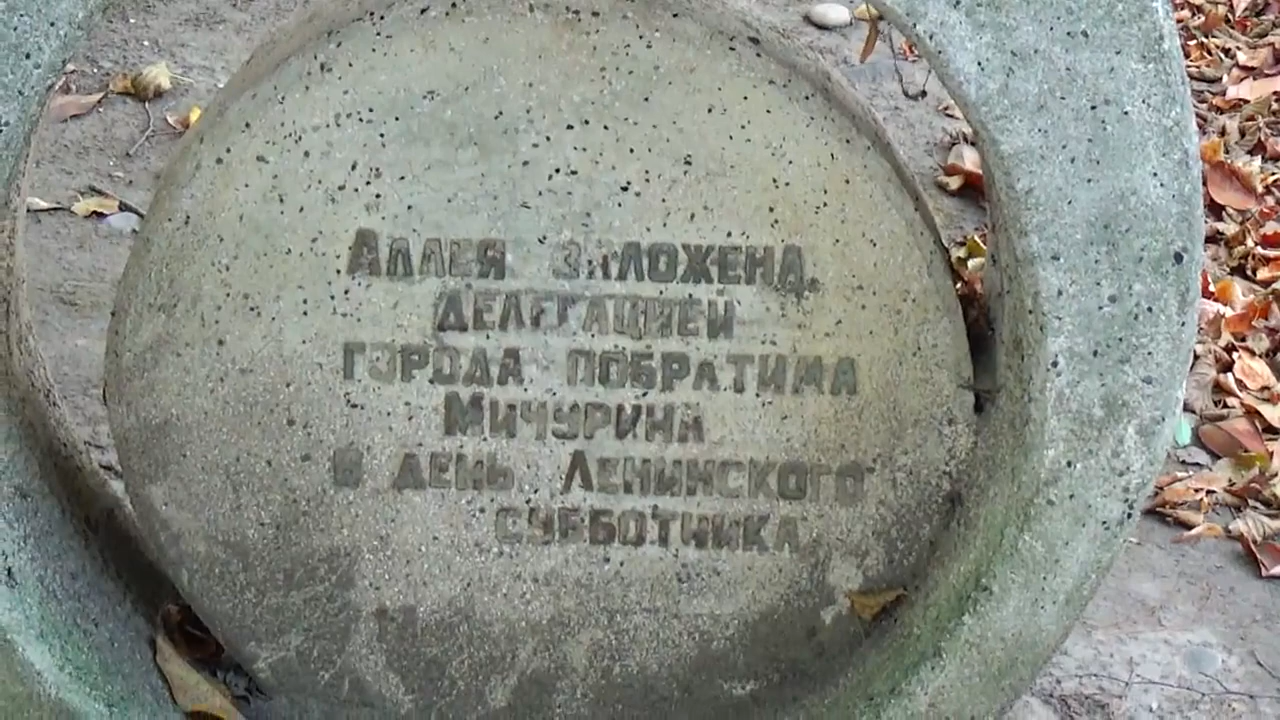 Аллея заложена
делегацией
города побратима
Мичурина
в день Ленинского
субботника